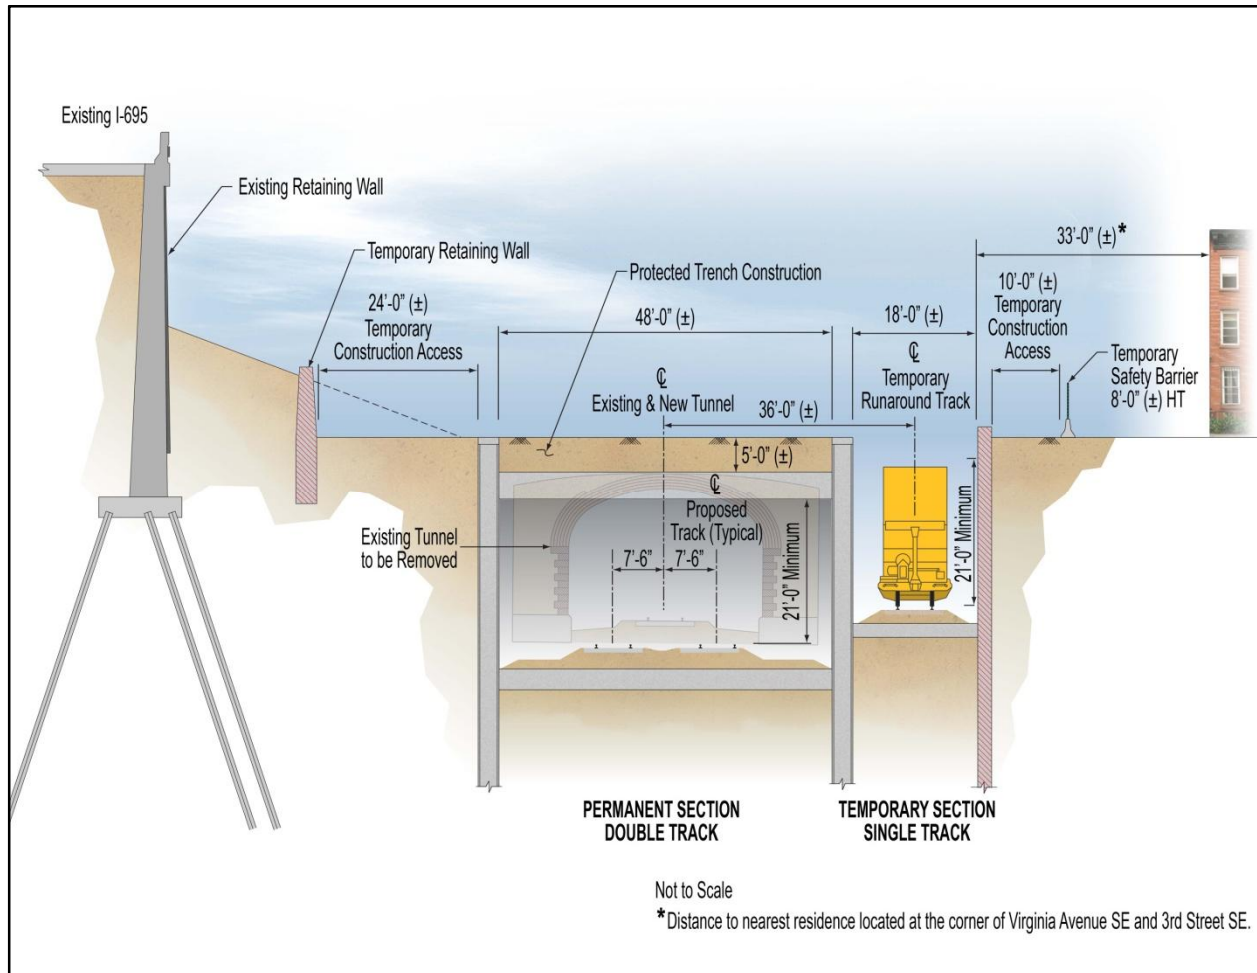 Existing I-695
Existing Retaining Wall
Temporary Retaining Wall
24’-0” (±)
Temporary
Construction Access
Protected Trench Construction
48’-0” (±)
18’-0” (±)
33’-0” (±)*
10’-0” (±)
Temporary
Construction
Access
Temporary
Safety Barrier
8’-0” (±) HT
℄
Existing & New Tunnel
36’-0” (±)
℄
Temporary
Runaround Track
5’-0” (±)
℄
Proposed
Track (Typical)
Existing Tunnel
to be Removed
7’-6”
7’-6”
21’-0” Minimum
21’-0” Minimum
PERMANENT SECTION
DOUBLE TRACK
TEMPORARY SECTION
SINGLE TRACK
Not to Scale
*Distance to nearest residence located at the corner of Virginia Avenue SE and 3rd Street SE.